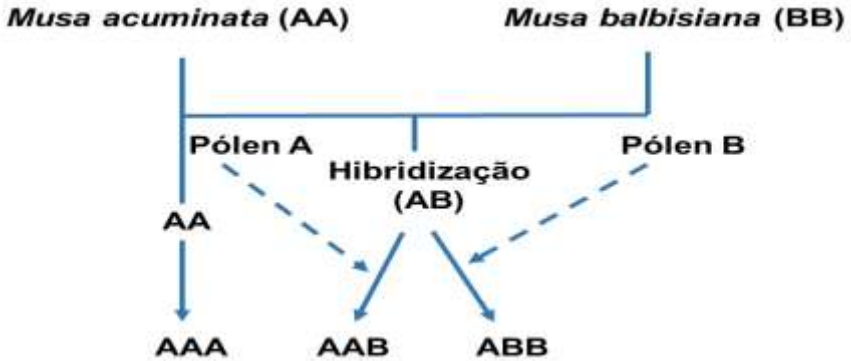 Musa acuminata (AA)
Musa balbisiana (BB)
Pólen A
Pólen B
Hibridização
(AB)
AA
AAA
AAB
ABB